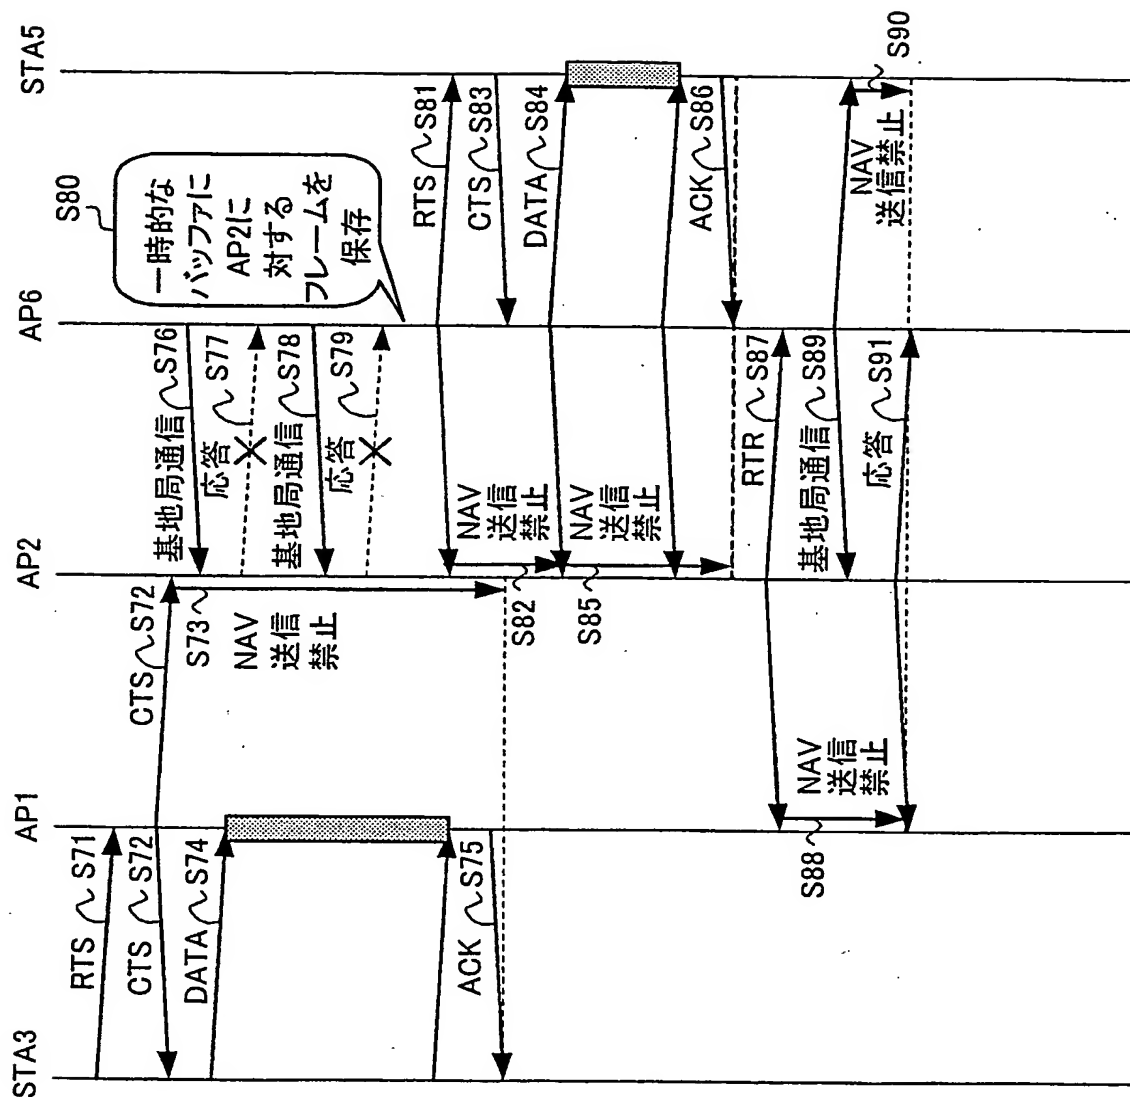 STA3
AP1
AP2
AP6
STA5
S80
一時的な
バッファに
AP2に
対する
フレームを
保存
RTS S71
CTS S72
CTS S72
S73
NAV
送信
禁止
DATA S74
ACK S75
基地局通信 S76
応答 S77
基地局通信 S78
応答 S79
RTS S81
NAV
送信
禁止
S82
CTS S83
DATA S84
NAV
送信
禁止
S85
ACK S86
RTR S87
NAV
送信禁止
S88
基地局通信 S89
NAV
送信禁止
S90
応答 S91